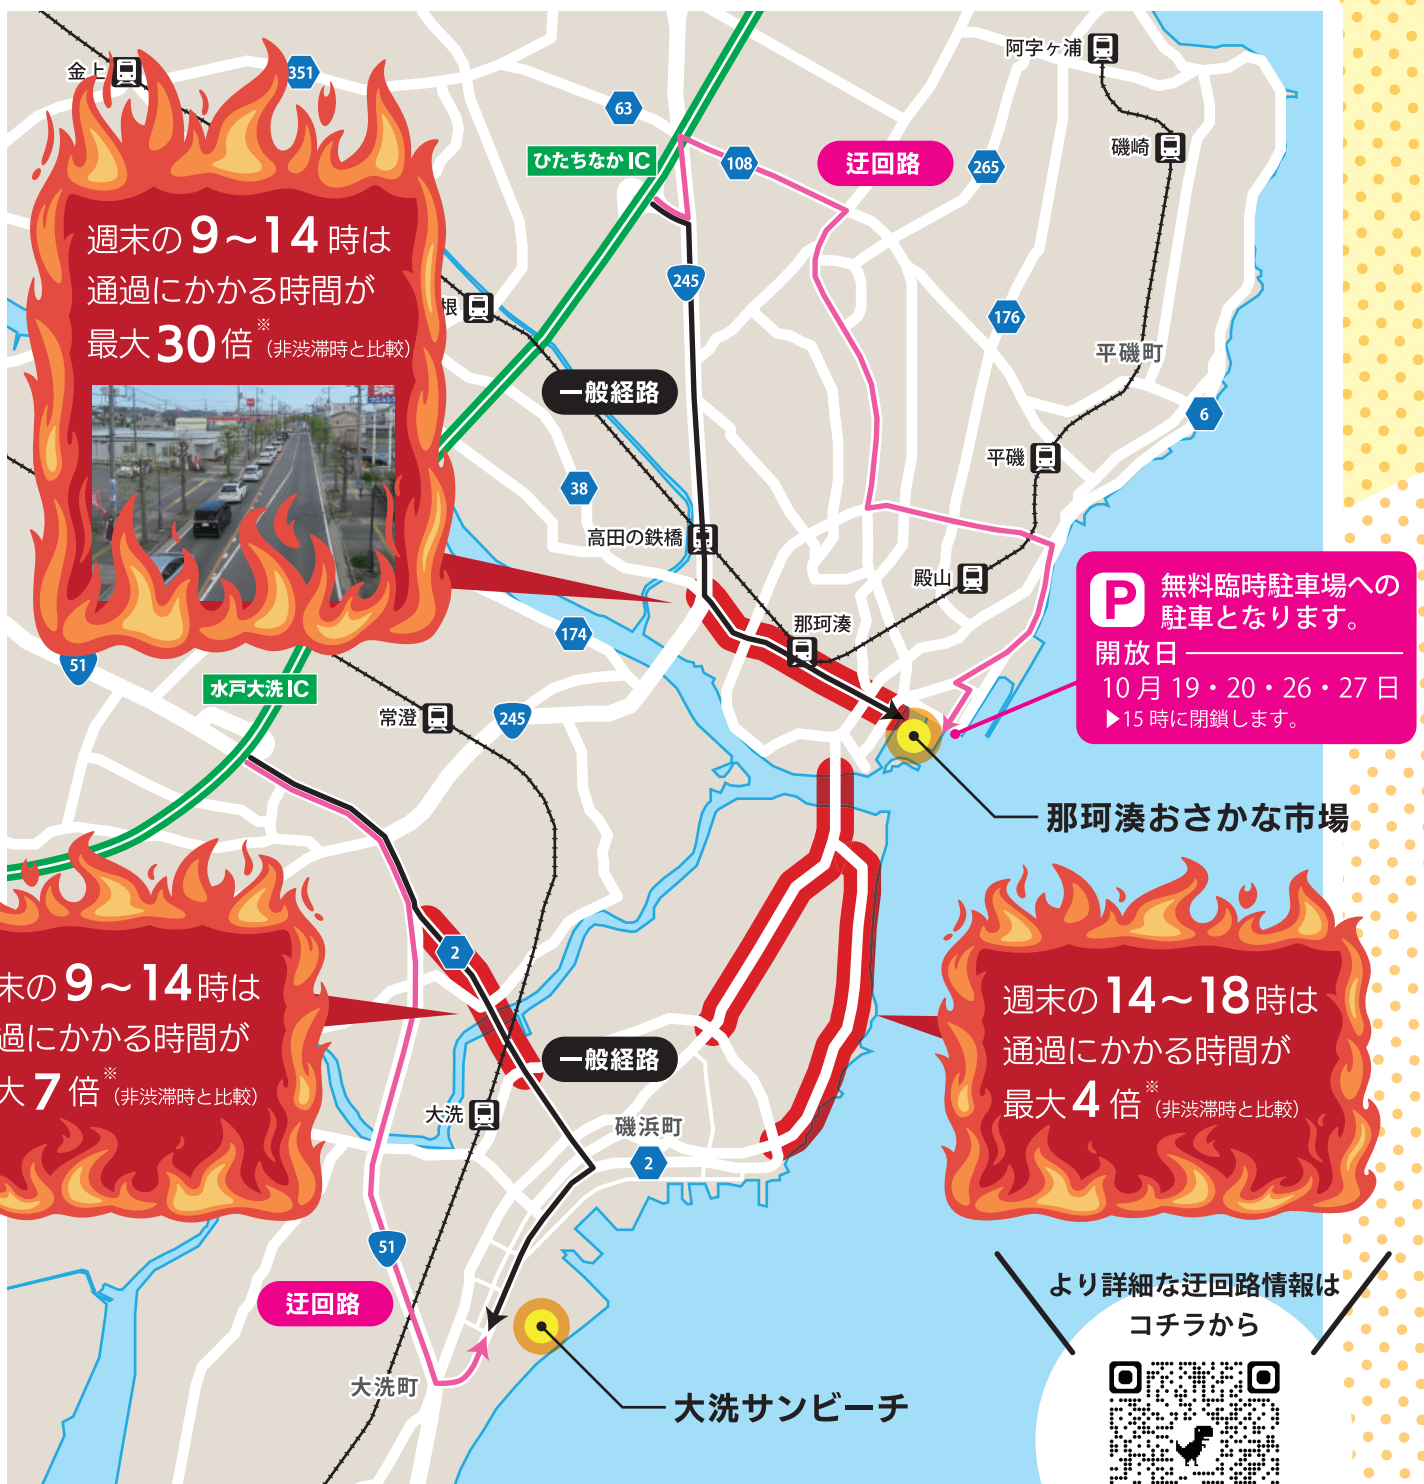 金上
351
63
ひたちなか IC
108
迂回路
265
阿字ヶ浦
磯崎
週末の 9~14 時は
通過にかかる時間が
最大 30 倍※（非渋滞時と比較）
根
245
一般経路
176
平磯町
6
平磯
38
高田の鉄橋
殿山
那珂湊
174
P 無料臨時駐車場への
駐車となります。
開放日
10 月 19・20・26・27 日
▶15 時に閉鎖します。
51
水戸大洗 IC
常澄
245
那珂湊おさかな市場
末の 9~14 時は
過にかかる時間が
大 7 倍※（非渋滞時と比較）
2
週末の 14~18 時は
通過にかかる時間が
最大 4 倍※（非渋滞時と比較）
一般経路
大洗
磯浜町
2
51
迂回路
大洗町
大洗サンビーチ
より詳細な迂回路情報は
コチラから